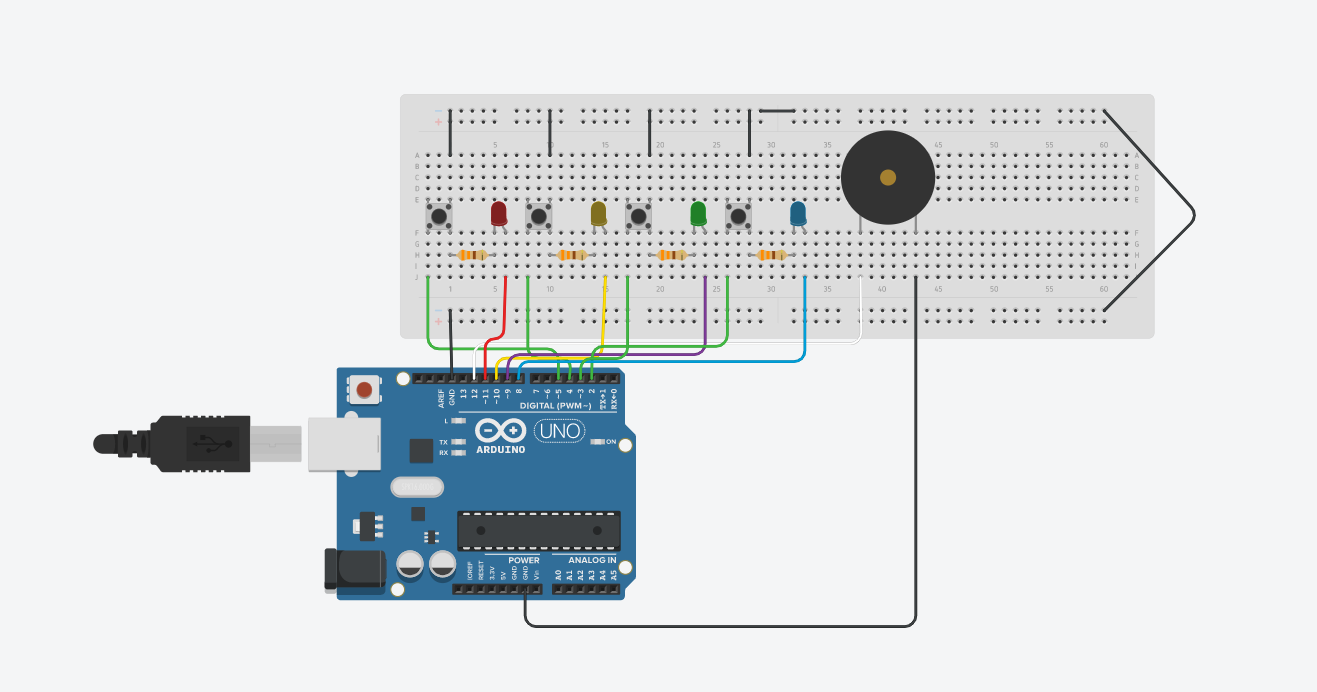 5 10 15 20 25 30 35 45 50 55 60
A A
B B
C C
D D
E E
F F
G G
H H
I I
J J
1 5 10 15 20 25 30 35 40 45 50 55 60
AREF GND 13 12 ~11 ~10 ~9 8 7 ~6 ~5 4 ~3 2 TX→1 RX←0
DIGITAL (PWM~)
L
TX
RX
UNO
ON
ARDUINO
POWER ANALOG IN
IOREF RESET 3.3V 5V GND GND Vin A0 A1 A2 A3 A4 A5